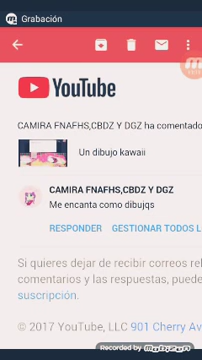 Grabación
YouTube
CAMIRA FNAFHS,CBDZ Y DGZ ha comentado
Un dibujo kawaii
CAMIRA FNAFHS,CBDZ Y DGZ
Me encanta como dibujqs
RESPONDER GESTIONAR TODOS L
Si quieres dejar de recibir correos re
comentarios y las respuestas, puede
suscripción.
© 2017 YouTube, LLC 901 Cherry Av
Recorded by